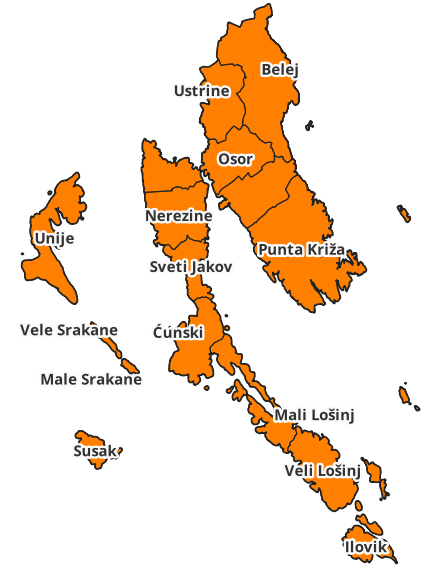 Belej
Ustrine
Osor
Nerezine
Unije
Punta Križa
Sveti Jakov
Vele Srakane
Ćunski
Male Srakane
Mali Lošinj
Susak
Veli Lošinj
Ilovik